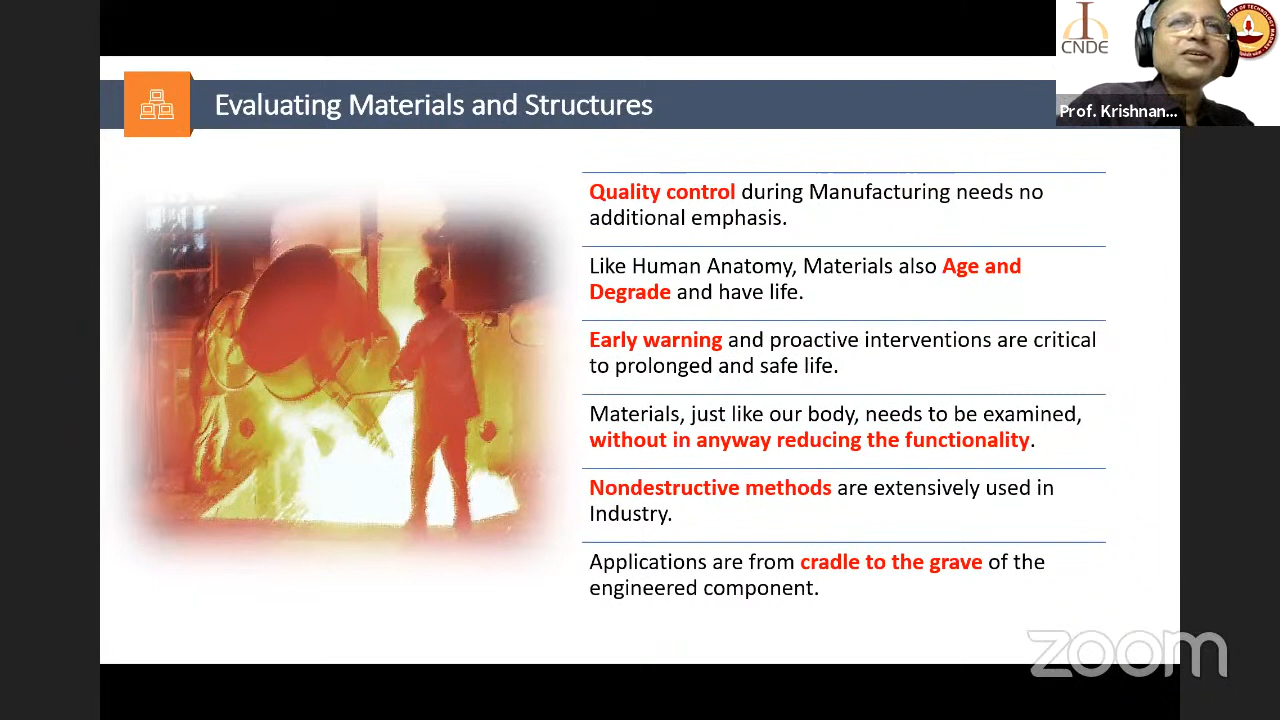 CNDE
Prof. Krishnan...
Evaluating Materials and Structures
Quality control during Manufacturing needs no
additional emphasis.
Like Human Anatomy, Materials also Age and
Degrade and have life.
Early warning and proactive interventions are critical
to prolonged and safe life.
Materials, just like our body, needs to be examined,
without in anyway reducing the functionality.
Nondestructive methods are extensively used in
Industry.
Applications are from cradle to the grave of the
engineered component.
zoom